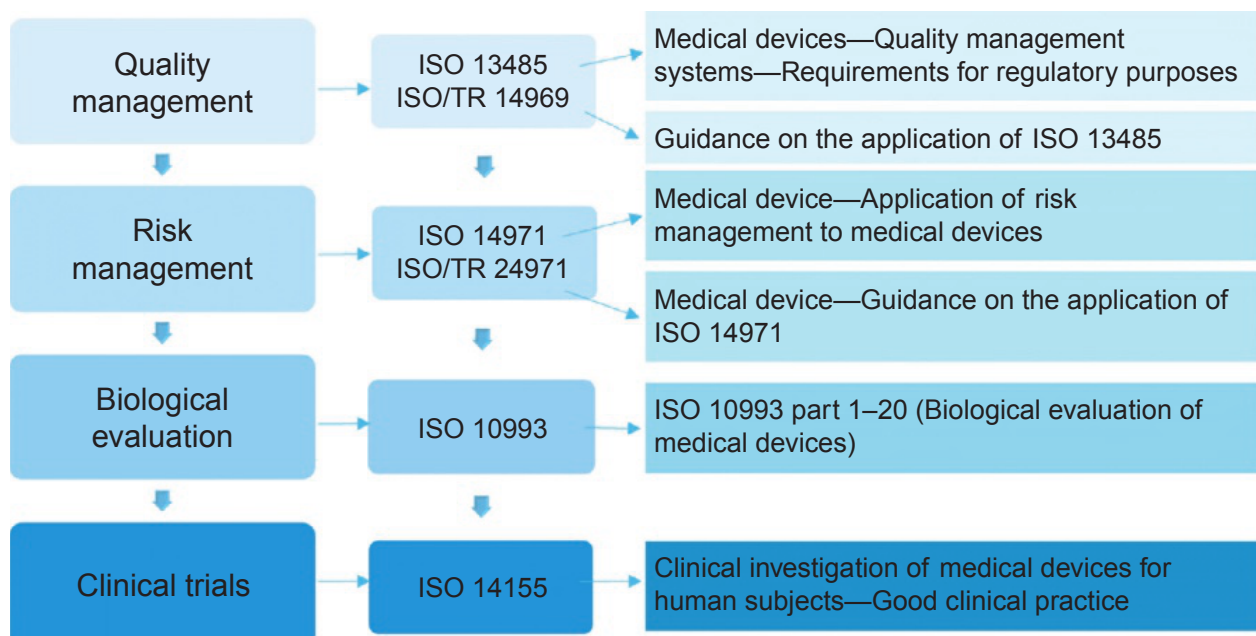 Quality
management
ISO 13485
ISO/TR 14969
Medical devices—Quality management
systems—Requirements for regulatory purposes
Guidance on the application of ISO 13485
Risk
management
ISO 14971
ISO/TR 24971
Medical device—Application of risk
management to medical devices
Medical device—Guidance on the application of
ISO 14971
Biological
evaluation
ISO 10993
ISO 10993 part 1–20 (Biological evaluation of
medical devices)
Clinical trials
ISO 14155
Clinical investigation of medical devices for
human subjects—Good clinical practice